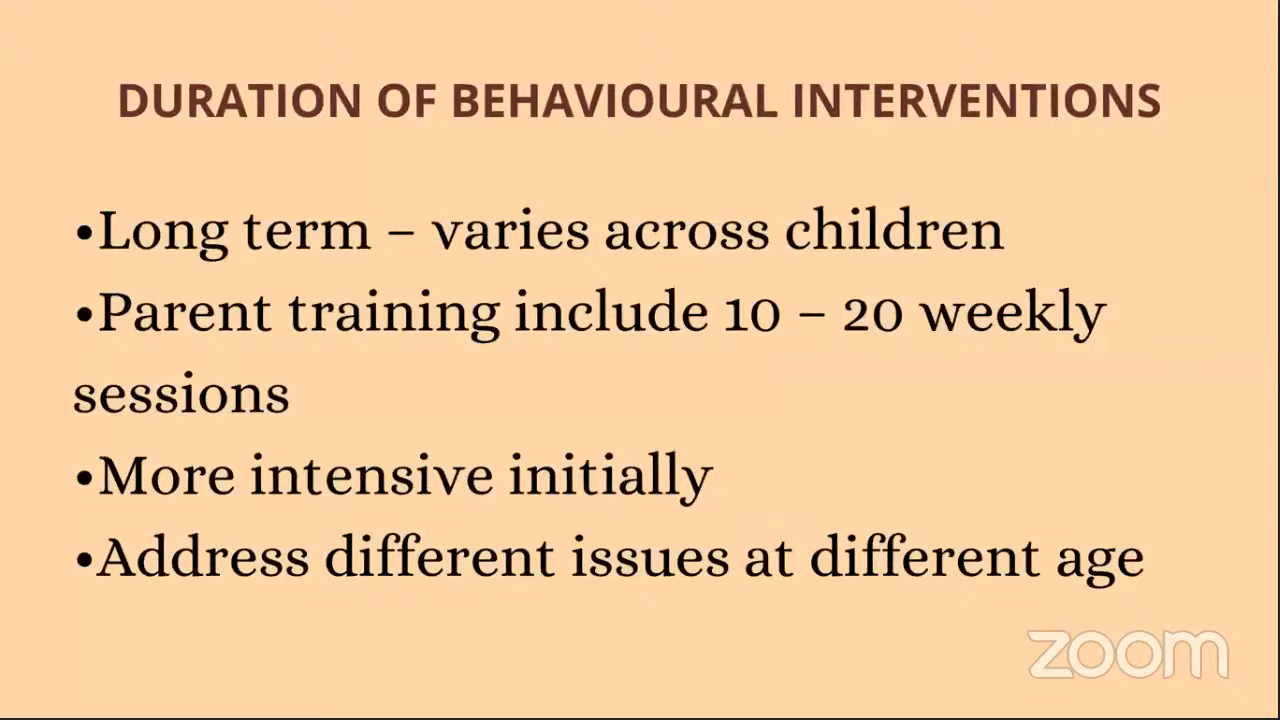 DURATION OF BEHAVIOURAL INTERVENTIONS
•Long term – varies across children
•Parent training include 10 – 20 weekly
sessions
•More intensive initially
•Address different issues at different age
zoom